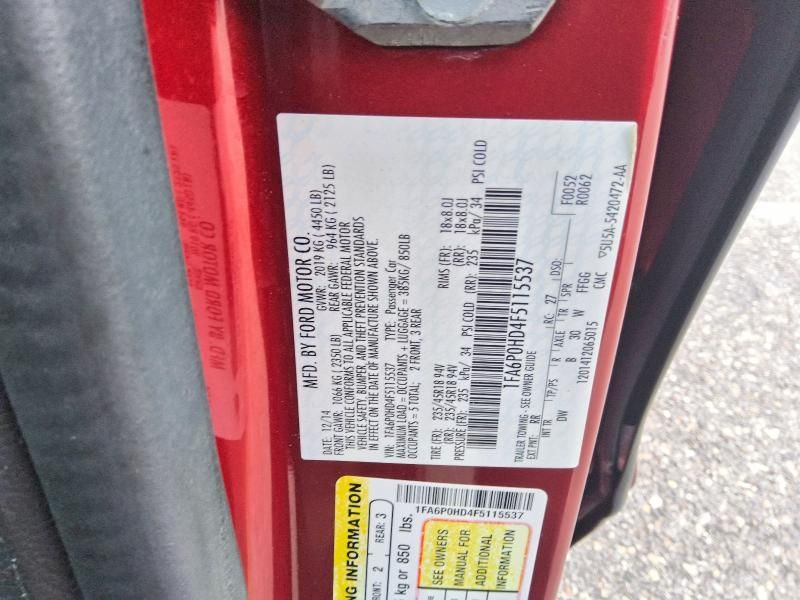 MFD. BY FORD MOTOR CO.
DATE: 12/14 GVWR: 2019 KG ( 4450 LB)
FRONT GAWR: 1066 KG ( 2350 LB) REAR GAWR: 964 KG ( 2125 LB)
THIS VEHICLE CONFORMS TO ALL APPLICABLE FEDERAL MOTOR
VEHICLE SAFETY, BUMPER, AND THEFT PREVENTION STANDARDS
IN EFFECT ON THE DATE OF MANUFACTURE SHOWN ABOVE.
VIN: 1FA6P0HD4F5115537 TYPE: Passenger Car
MAXIMUM LOAD = OCCUPANTS + LUGGAGE = 385KG/ 850LB
OCCUPANTS = 5 TOTAL; 2 FRONT, 3 REAR
TIRE (FR): 235/45R18 94V RIMS (FR): 18x8.0J
(RR): 235/45R18 94V (RR): 18x8.0J
PRESSURE (FR): 235 kPa/ 34 PSI COLD (RR): 235 kPa/ 34 PSI COLD
1FA6P0HD4F5115537
TRAILER TOWING - SEE OWNER GUIDE
EXT PNT: RR RC: 27 DSO: F0052
R0062
INT TR TP/PS R AXLE TR SPR
DW B 30 W FFGG
1201412065015 CMC ▽5U5A-5420472-AA
1FA6P0HD4F5115537
NG INFORMATION
FRONT: 2 REAR: 3
kg or 850 lbs.
SEE OWNERS
MANUAL FOR
ADDITIONAL
INFORMATION